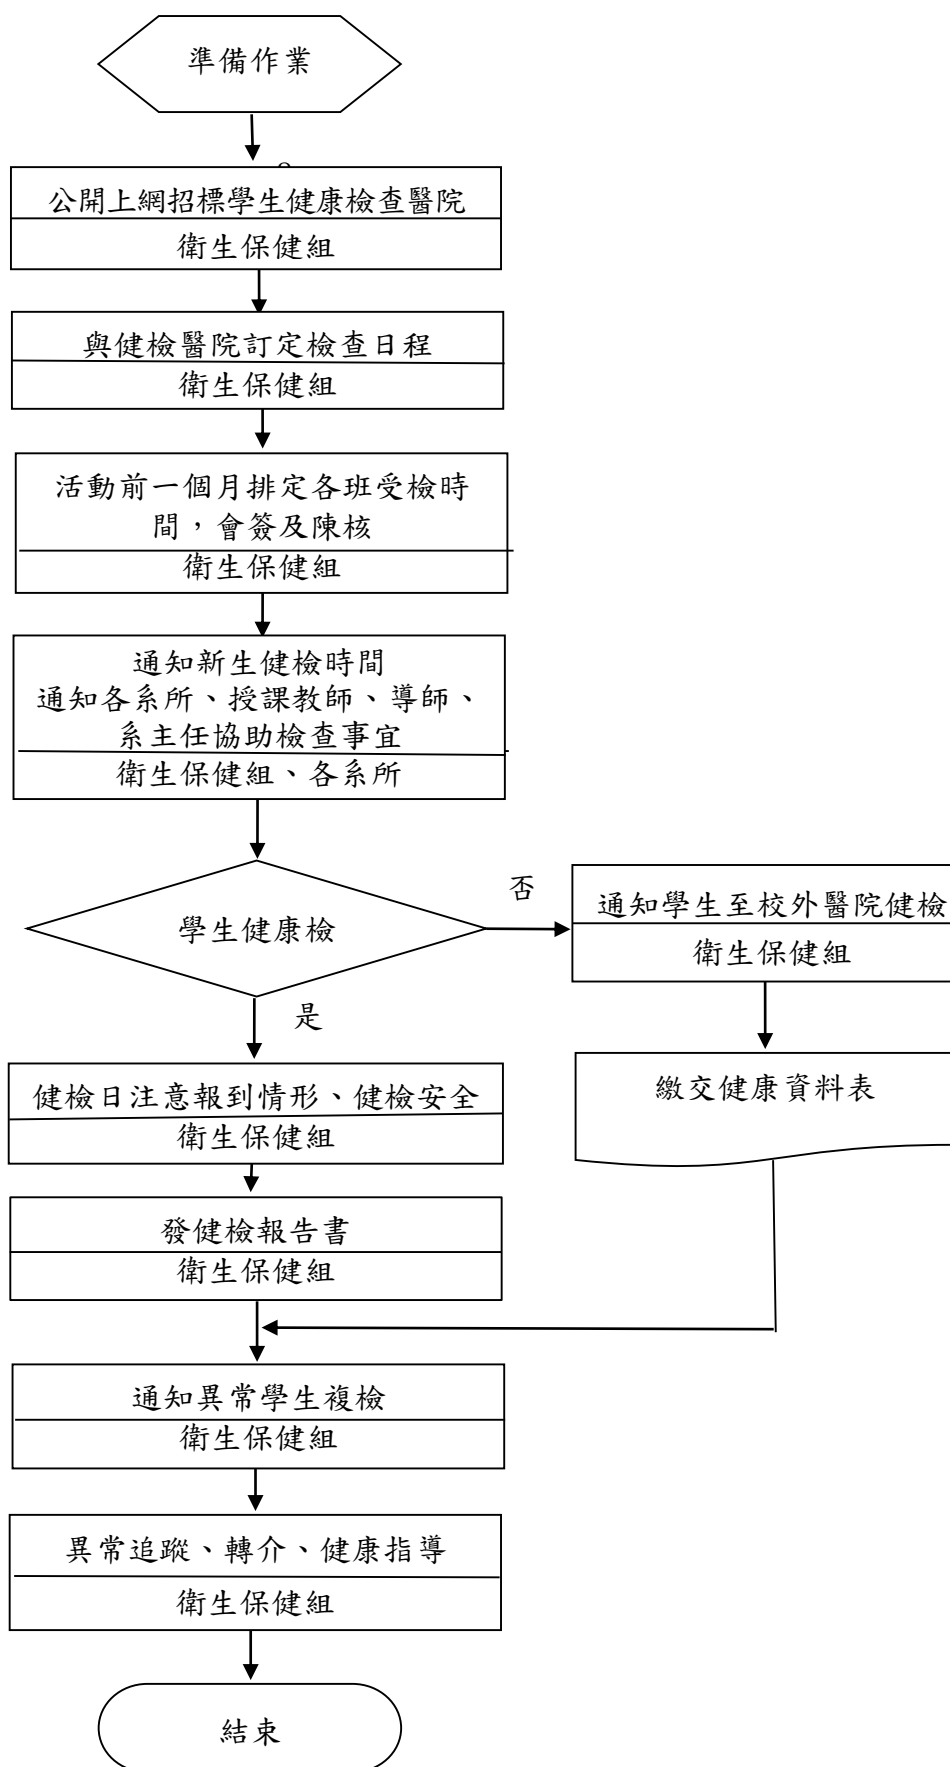 準備作業
公開上網招標學生健康檢查醫院
衛生保健組
與健檢醫院訂定檢查日程
衛生保健組
活動前一個月排定各班受檢時
間，會簽及陳核
衛生保健組
通知新生健檢時間
通知各系所、授課教師、導師、
系主任協助檢查事宜
衛生保健組、各系所
學生健康檢
否
通知學生至校外醫院健檢
衛生保健組
是
繳交健康資料表
健檢日注意報到情形、健檢安全
衛生保健組
發健檢報告書
衛生保健組
通知異常學生複檢
衛生保健組
異常追蹤、轉介、健康指導
衛生保健組
結束